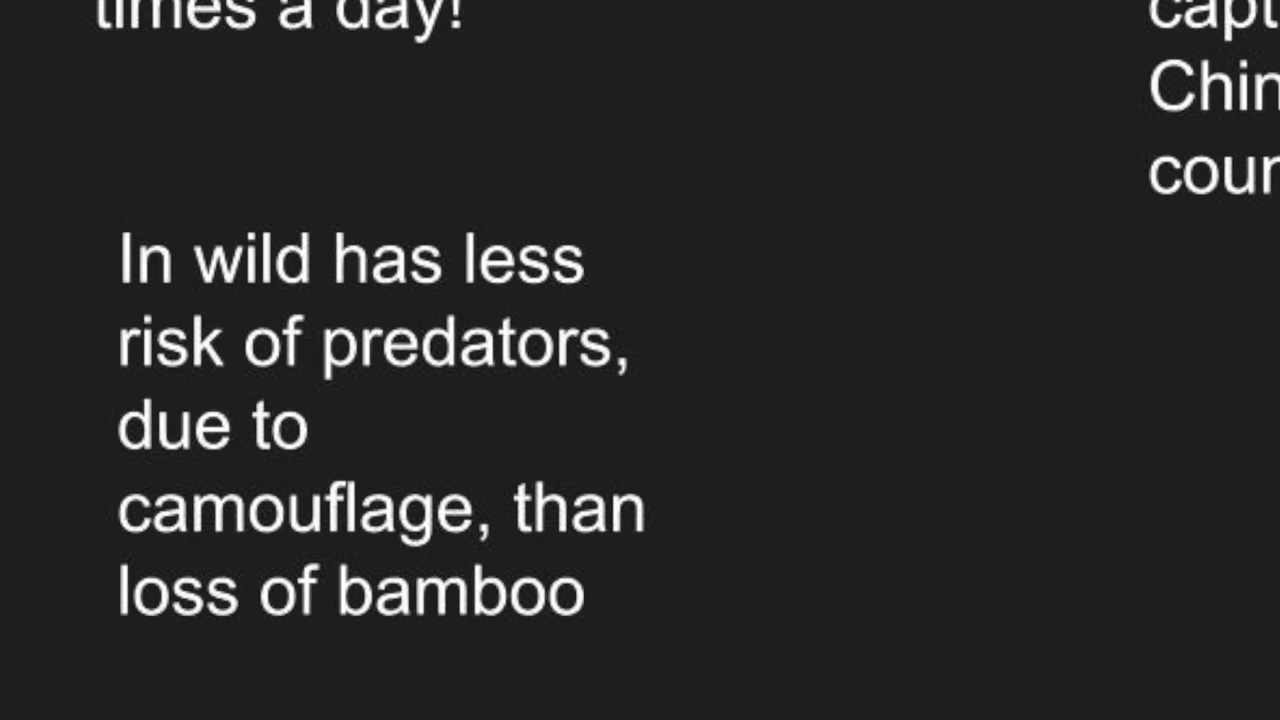 times a day!
In wild has less
risk of predators,
due to
camouflage, than
loss of bamboo